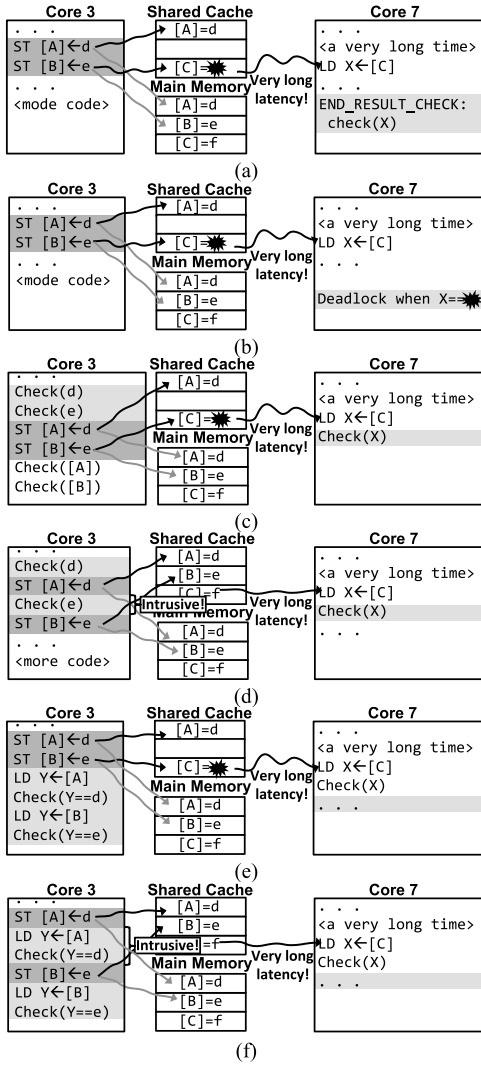 Core 3 Shared Cache Core 7
. . .
ST [A]←d
ST [B]←e
. . .
<mode code>
[A]=d
[C]=
Main Memory
[A]=d
[B]=e
[C]=f
Very long
latency!
. . .
<a very long time>
LD X←[C]
. . .
END_RESULT_CHECK:
check(X)
(a)
Core 3 Shared Cache Core 7
. . .
ST [A]←d
ST [B]←e
. . .
<mode code>
[A]=d
[C]=
Main Memory
[A]=d
[B]=e
[C]=f
Very long
latency!
. . .
<a very long time>
LD X←[C]
. . .
Deadlock when X==
(b)
Core 3 Shared Cache Core 7
. . .
Check(d)
Check(e)
ST [A]←d
ST [B]←e
Check([A])
Check([B])
[A]=d
[C]=
Main Memory
[A]=d
[B]=e
[C]=f
Very long
latency!
. . .
<a very long time>
LD X←[C]
Check(X)
(c)
Core 3 Shared Cache Core 7
. . .
Check(d)
ST [A]←d
Check(e)
ST [B]←e
. . .
<more code>
Intrusive!
[A]=d
[B]=e
[C]=f
Main Memory
[A]=d
[B]=e
[C]=f
Very long
latency!
. . .
<a very long time>
LD X←[C]
Check(X)
. . .
(d)
Core 3 Shared Cache Core 7
. . .
ST [A]←d
ST [B]←e
LD Y←[A]
Check(Y==d)
LD Y←[B]
Check(Y==e)
[A]=d
[C]=
Main Memory
[A]=d
[B]=e
[C]=f
Very long
latency!
. . .
<a very long time>
LD X←[C]
Check(X)
. . .
(e)
Core 3 Shared Cache Core 7
. . .
ST [A]←d
LD Y←[A]
Check(Y==d)
ST [B]←e
LD Y←[B]
Check(Y==e)
Intrusive!
[A]=d
[B]=e
=f
Main Memory
[A]=d
[B]=e
[C]=f
Very long
latency!
. . .
<a very long time>
LD X←[C]
Check(X)
. . .
(f)